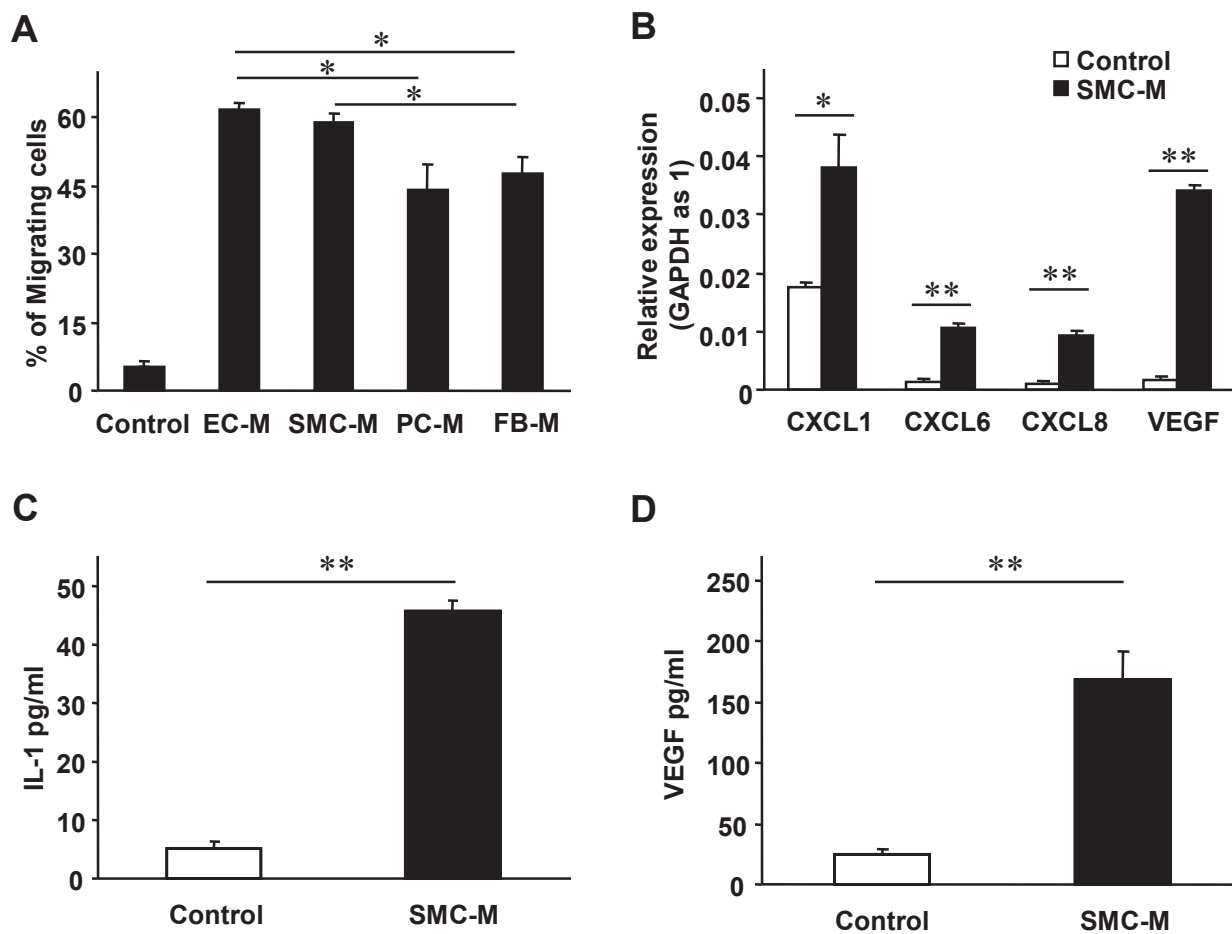 A
*
*
*
% of Migrating cells
60
45
30
15
0
Control EC-M SMC-M PC-M FB-M
B
Control
SMC-M
Relative expression
(GAPDH as 1)
0.05
0.04
0.03
0.02
0.01
0
*
**
**
**
CXCL1 CXCL6 CXCL8 VEGF
C
**
IL-1 pg/ml
50
40
30
20
10
0
Control SMC-M
D
**
VEGF pg/ml
250
200
150
100
50
0
Control SMC-M